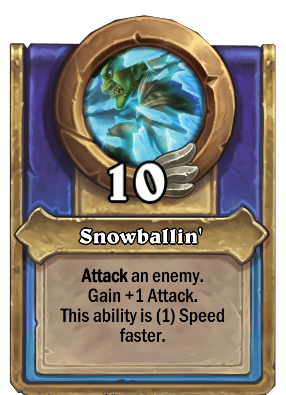 10
Snowballin'
Attack an enemy.
Gain +1 Attack.
This ability is (1) Speed
faster.